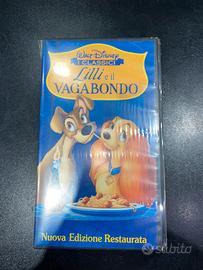 Walt Disney
I CLASSICI
Lilli e il
VAGABONDO
Nuova Edizione Restaurata
subito